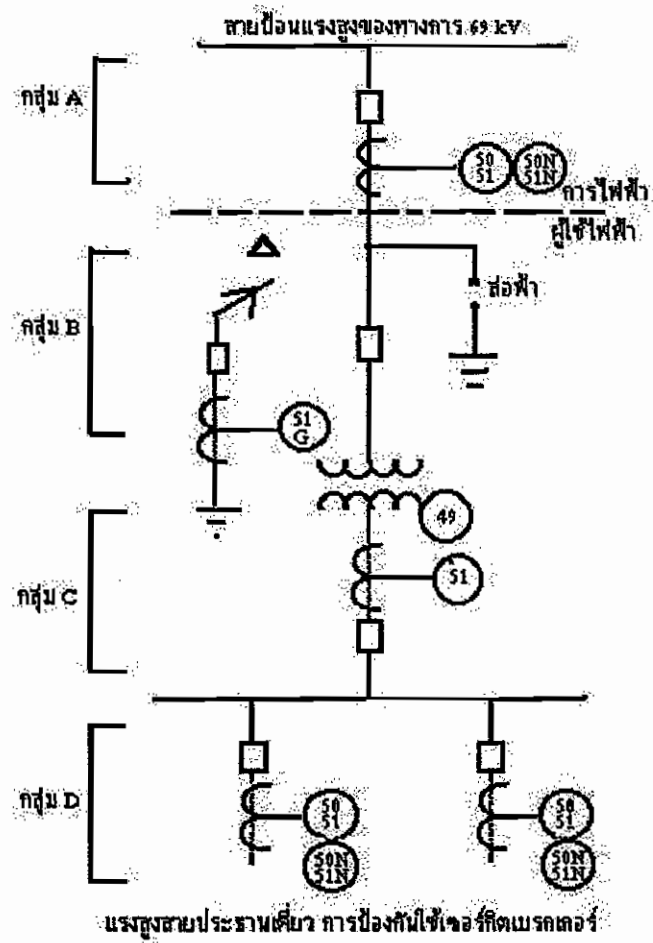 สายป้อนแรงสูงของทางการ 69 kV
กลุ่ม A
50
51
50N
51N
การไฟฟ้า
ผู้ใช้ไฟฟ้า
ล่อฟ้า
กลุ่ม B
51
G
49
51
กลุ่ม C
กลุ่ม D
50
51
50N
51N
50
51
50N
51N
แรงสูงสายประธานเดี่ยว การป้องกันใช้เซอร์กิตเบรกเกอร์